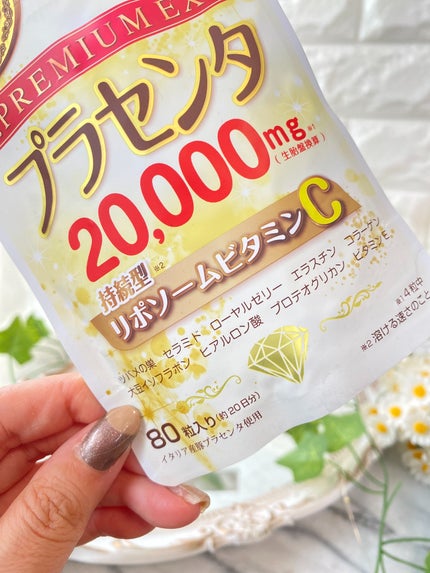 PREMIUM EX
プラセンタ
20,000mg ※1
(生胎盤換算)
持続型 ※2
リポソームビタミンC
ツバメの巣 セラミド ローヤルゼリー エラスチン コラーゲン
大豆イソフラボン ヒアルロン酸 プロテオグリカン ビタミンE
※1 4粒中
※2 溶ける速さのこと
80粒入り(約20日分)
イタリア産豚プラセンタ使用